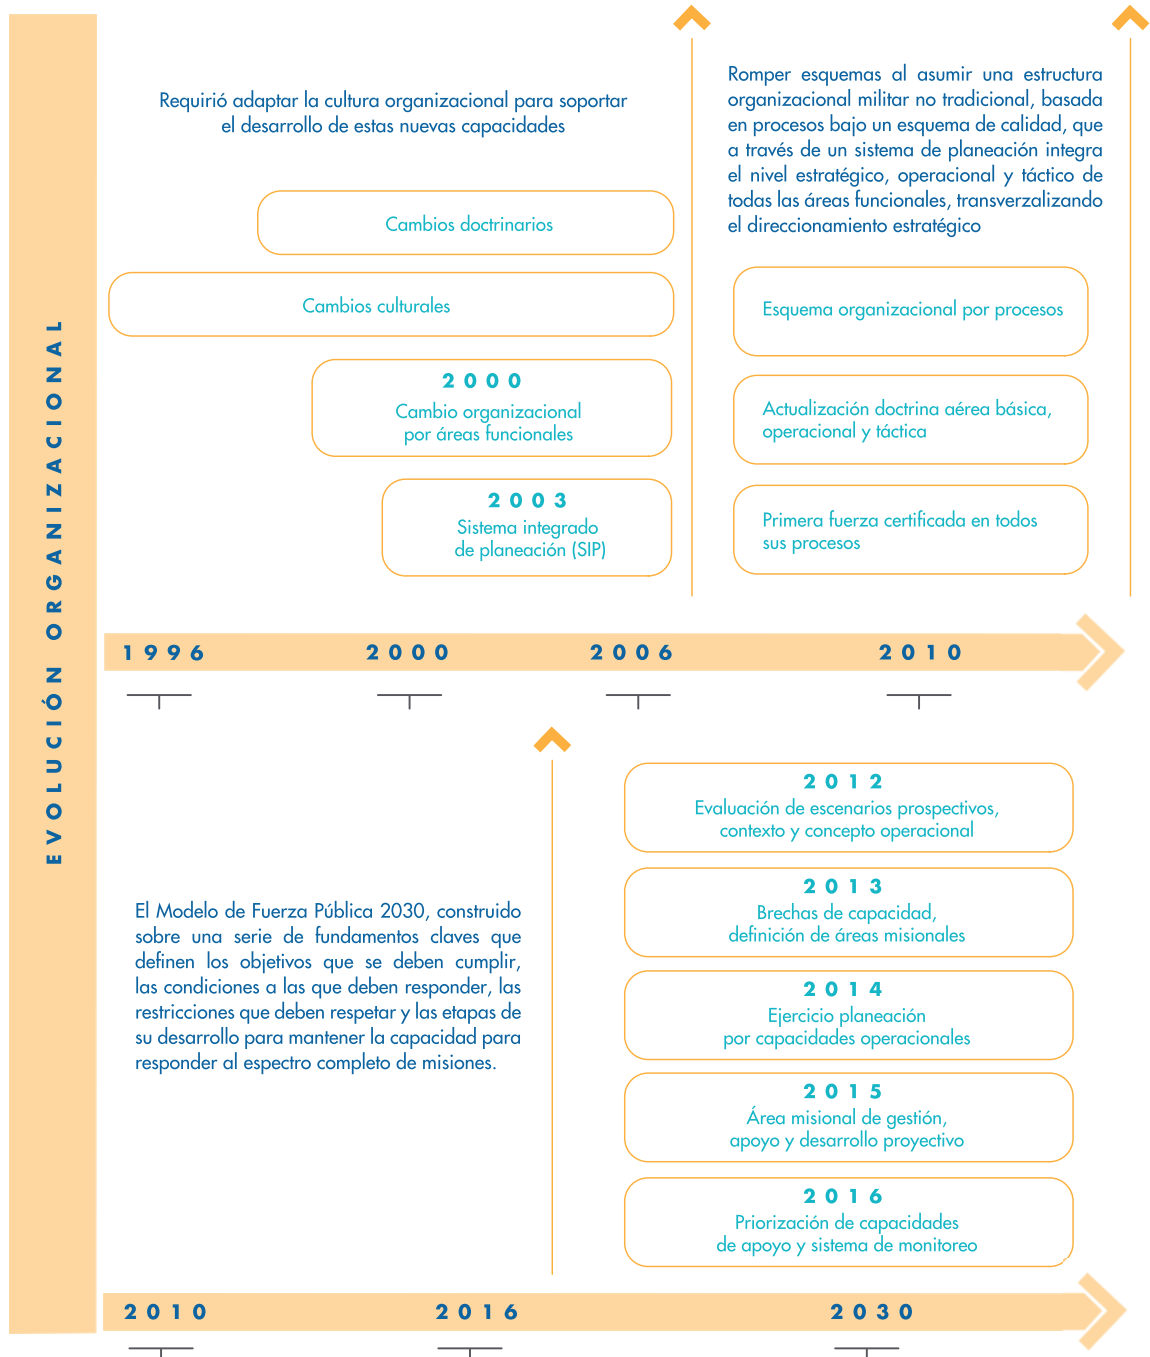 EVOLUCIÓN ORGANIZACIONAL
Requirió adaptar la cultura organizacional para soportar
el desarrollo de estas nuevas capacidades
Cambios doctrinarios
Cambios culturales
2000
Cambio organizacional
por áreas funcionales
2003
Sistema integrado
de planeación (SIP)
Romper esquemas al asumir una estructura
organizacional militar no tradicional, basada
en procesos bajo un esquema de calidad, que
a través de un sistema de planeación integra
el nivel estratégico, operacional y táctico de
todas las áreas funcionales, transverzalizando
el direccionamiento estratégico
Esquema organizacional por procesos
Actualización doctrina aérea básica,
operacional y táctica
Primera fuerza certificada en todos
sus procesos
1996 2000 2006 2010
El Modelo de Fuerza Pública 2030, construido
sobre una serie de fundamentos claves que
definen los objetivos que se deben cumplir,
las condiciones a las que deben responder, las
restricciones que deben respetar y las etapas de
su desarrollo para mantener la capacidad para
responder al espectro completo de misiones.
2012
Evaluación de escenarios prospectivos,
contexto y concepto operacional
2013
Brechas de capacidad,
definición de áreas misionales
2014
Ejercicio planeación
por capacidades operacionales
2015
Área misional de gestión,
apoyo y desarrollo proyectivo
2016
Priorización de capacidades
de apoyo y sistema de monitoreo
2010 2016 2030